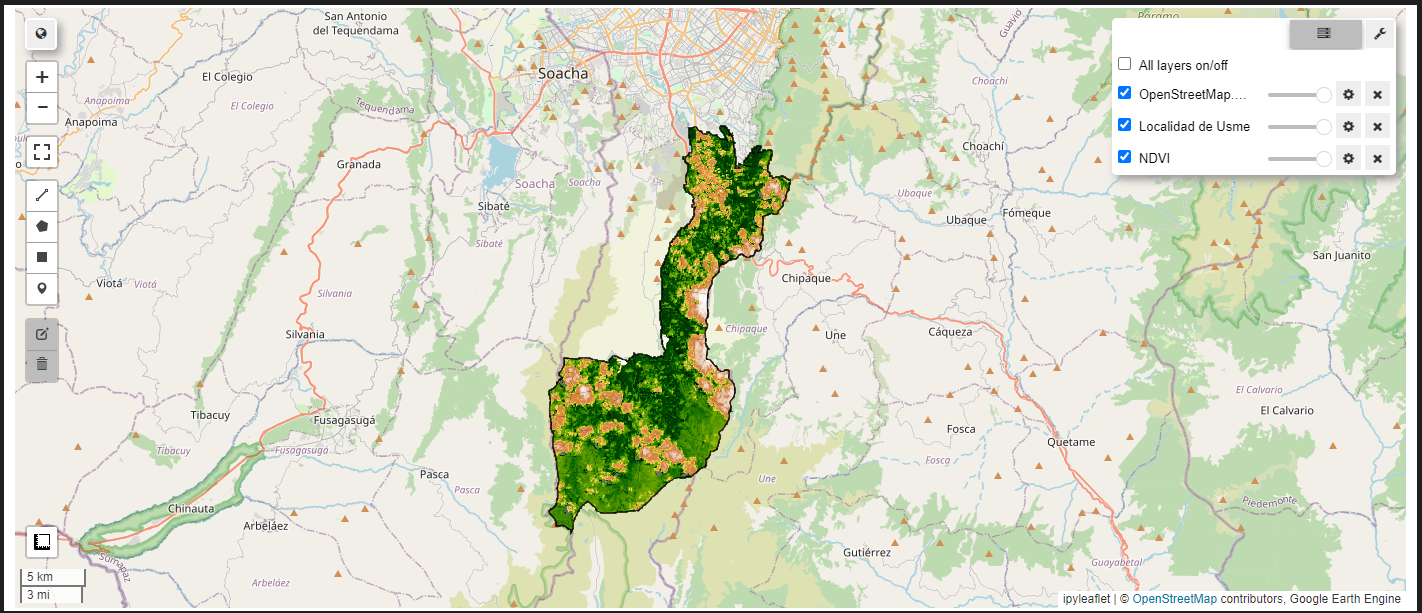 San Antonio
del Tequendama
Soacha
Páramo
Guavio
El Colegio
El Colegio
Anapoima
Anapoima
Tequendama
Granada
Choachí
Choachí
Soacha
Soacha
Sibaté
Sibaté
Ubaque
Ubaque
Fómeque
San Juanito
Viotá
Viotá
Silvania
Silvania
Chipaque
Chipaque
Une
Cáqueza
Tibacuy
Tibacuy
Fusagasugá
Fusagasugá
El Calvario
El Calvario
Fosca
Fosca
Quetame
Pasca
Pasca
Une
Chinauta
Arbeláez
Arbeláez
Piedemonte
Gutiérrez
Guayabetal
Sumapaz
All layers on/off
OpenStreetMap....
Localidad de Usme
NDVI
+
−
5 km
3 mi
ipyleaflet | © OpenStreetMap contributors, Google Earth Engine